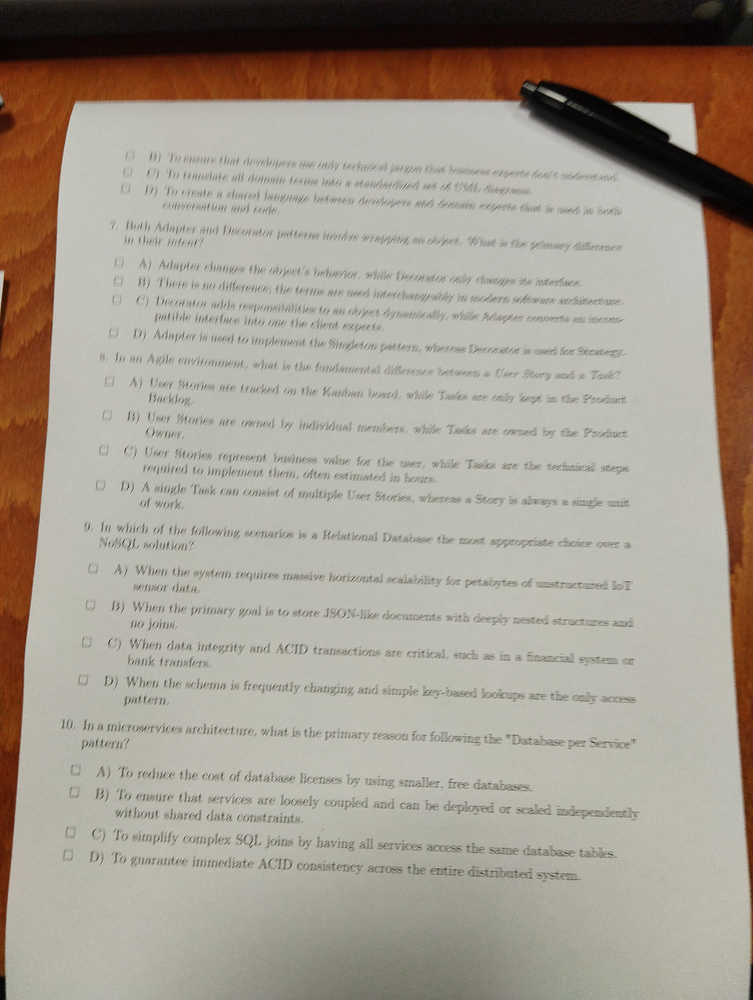 ☐ B) To ensure that developers use only technical jargon that business experts don't understand.
☐ C) To translate all domain terms into a standardized set of UML diagrams.
☐ D) To create a shared language between developers and domain experts that is used in both
conversation and code.
7. Both Adapter and Decorator patterns involve wrapping an object. What is the primary difference
in their intent?
☐ A) Adapter changes the object's behavior, while Decorator only changes its interface.
☐ B) There is no difference, the terms are used interchangeably in modern software architecture.
☐ C) Decorator adds responsibilities to an object dynamically, while Adapter converts an incom-
patible interface into one the client expects.
☐ D) Adapter is used to implement the Singleton pattern, whereas Decorator is used for Strategy.
8. In an Agile environment, what is the fundamental difference between a User Story and a Task?
☐ A) User Stories are tracked on the Kanban board, while Tasks are only kept in the Product
Backlog.
☐ B) User Stories are owned by individual members, while Tasks are owned by the Product
Owner.
☐ C) User Stories represent business value for the user, while Tasks are the technical steps
required to implement them, often estimated in hours.
☐ D) A single Task can consist of multiple User Stories, whereas a Story is always a single unit
of work.
9. In which of the following scenarios is a Relational Database the most appropriate choice over a
NoSQL solution?
☐ A) When the system requires massive horizontal scalability for petabytes of unstructured IoT
sensor data.
☐ B) When the primary goal is to store JSON-like documents with deeply nested structures and
no joins.
☐ C) When data integrity and ACID transactions are critical, such as in a financial system or
bank transfers.
☐ D) When the schema is frequently changing and simple key-based lookups are the only access
pattern.
10. In a microservices architecture, what is the primary reason for following the "Database per Service"
pattern?
☐ A) To reduce the cost of database licenses by using smaller, free databases.
☐ B) To ensure that services are loosely coupled and can be deployed or scaled independently
without shared data constraints.
☐ C) To simplify complex SQL joins by having all services access the same database tables.
☐ D) To guarantee immediate ACID consistency across the entire distributed system.